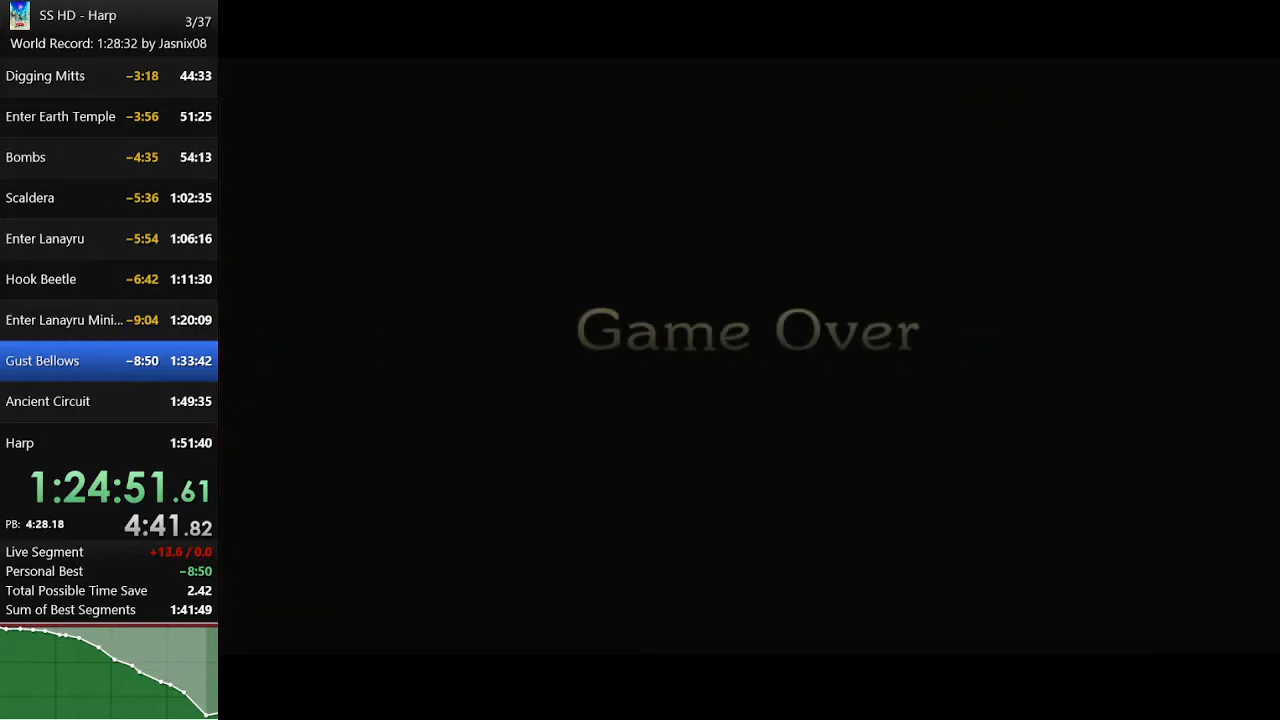 SS HD - Harp
3/37
World Record: 1:28:32 by Jasnix08
Digging Mitts −3:18 44:33
Enter Earth Temple −3:56 51:25
Bombs −4:35 54:13
Scaldera −5:36 1:02:35
Enter Lanayru −5:54 1:06:16
Hook Beetle −6:42 1:11:30
Enter Lanayru Mini... −9:04 1:20:09
Gust Bellows −8:50 1:33:42
Ancient Circuit 1:49:35
Harp 1:51:40
1:24:51.61
PB: 4:28.18 4:41.82
Live Segment +13.6 / 0.0
Personal Best −8:50
Total Possible Time Save 2.42
Sum of Best Segments 1:41:49
Game Over